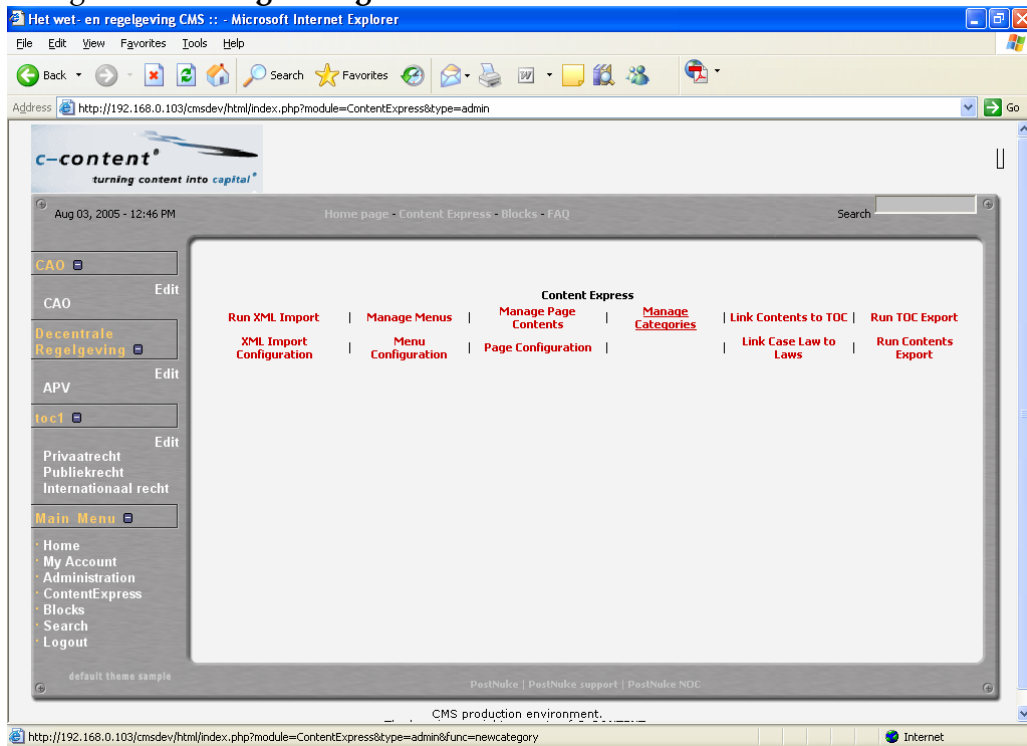 Het wet- en regelgeving CMS :: - Microsoft Internet Explorer
File Edit View Favorites Tools Help
Back Search Favorites
Address http://192.168.0.103/cmsdev/html/index.php?module=ContentExpress&type=admin Go
c-content®
turning content into capital®
Aug 03, 2005 - 12:46 PM Home page - Content Express - Blocks - FAQ Search
CAO
Edit
CAO
Decentrale
Regelgeving
Edit
APV
toc1
Edit
Privaatrecht
Publiekrecht
Internationaal recht
Main Menu
· Home
· My Account
· Administration
· ContentExpress
· Blocks
· Search
· Logout
default theme sample
Content Express
Run XML Import | Manage Menus | Manage Page Contents | Manage Categories | Link Contents to TOC | Run TOC Export
XML Import Configuration | Menu Configuration | Page Configuration | | Link Case Law to Laws | Run Contents Export
PostNuke | PostNuke support | PostNuke NOC
CMS production environment.
http://192.168.0.103/cmsdev/html/index.php?module=ContentExpress&type=admin&func=newcategory Internet